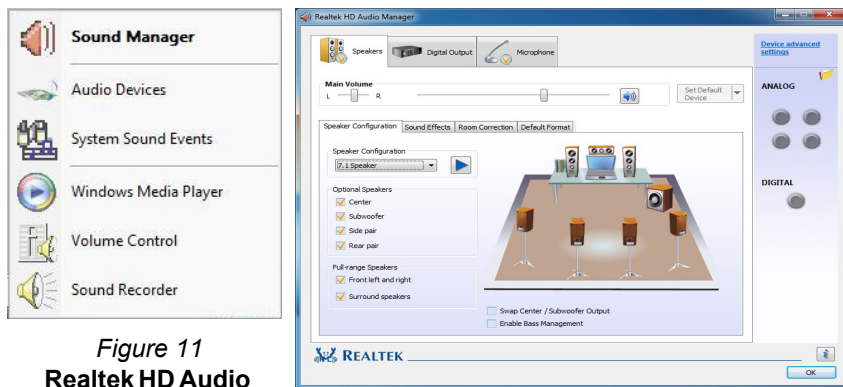 Sound Manager
Audio Devices
System Sound Events
Windows Media Player
Volume Control
Sound Recorder
Figure 11
Realtek HD Audio
Realtek HD Audio Manager
Speakers
Digital Output
Microphone
Device advanced
settings
Main Volume
L R
Set Default
Device
ANALOG
Speaker Configuration
Sound Effects
Room Correction
Default Format
Speaker Configuration
7.1 Speaker
Optional Speakers
Center
Subwoofer
Side pair
Rear pair
Full-range Speakers
Front left and right
Surround speakers
Swap Center / Subwoofer Output
Enable Bass Management
DIGITAL
REALTEK
i
OK